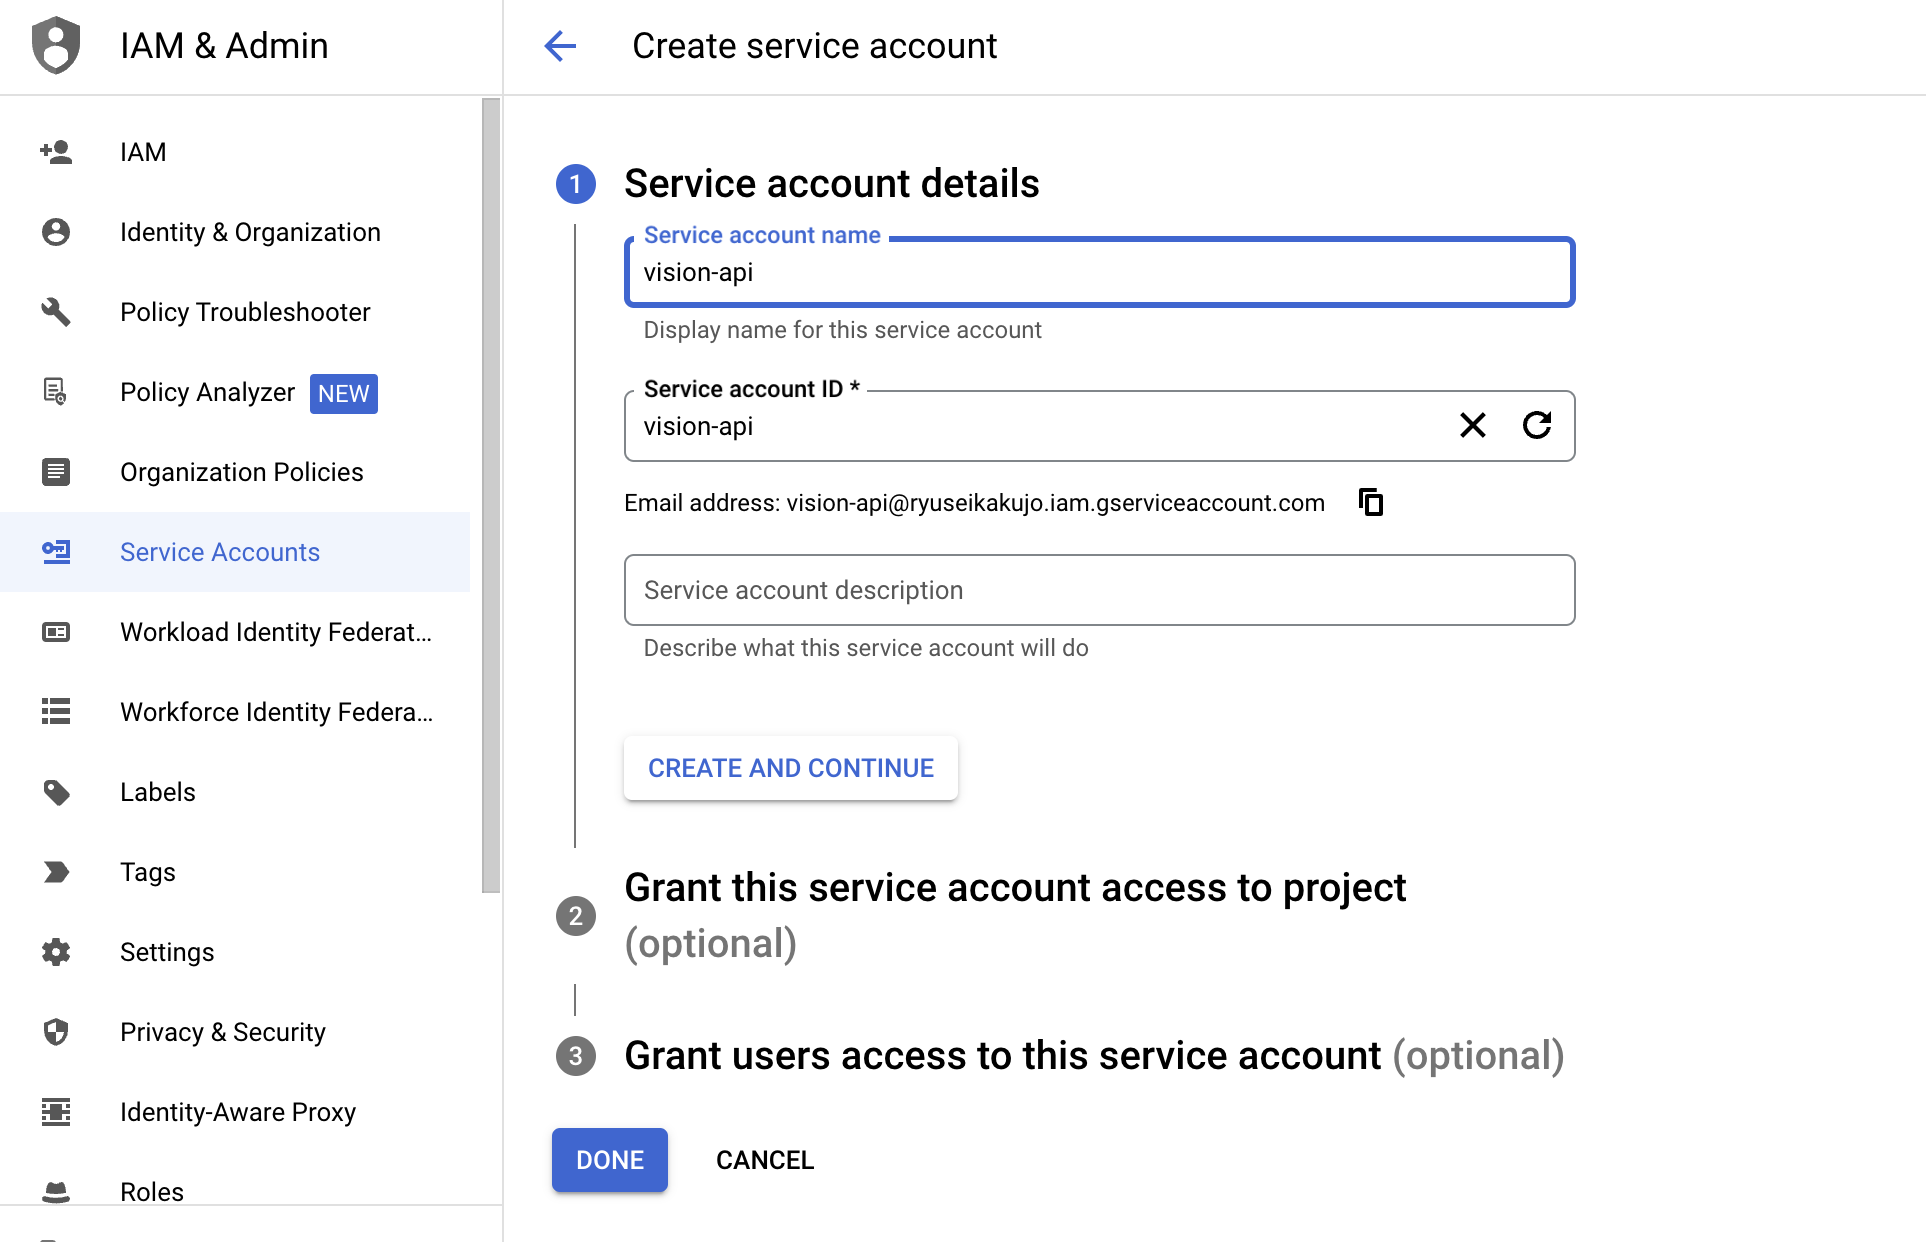 IAM & Admin
Create service account
IAM
Identity & Organization
Policy Troubleshooter
Policy Analyzer NEW
Organization Policies
Service Accounts
Workload Identity Federat...
Workforce Identity Federa...
Labels
Tags
Settings
Privacy & Security
Identity-Aware Proxy
Roles
1 Service account details
Service account name
vision-api
Display name for this service account
Service account ID *
vision-api
Email address: vision-api@ryuseikakujo.iam.gserviceaccount.com
Service account description
Describe what this service account will do
CREATE AND CONTINUE
2 Grant this service account access to project
(optional)
3 Grant users access to this service account (optional)
DONE CANCEL